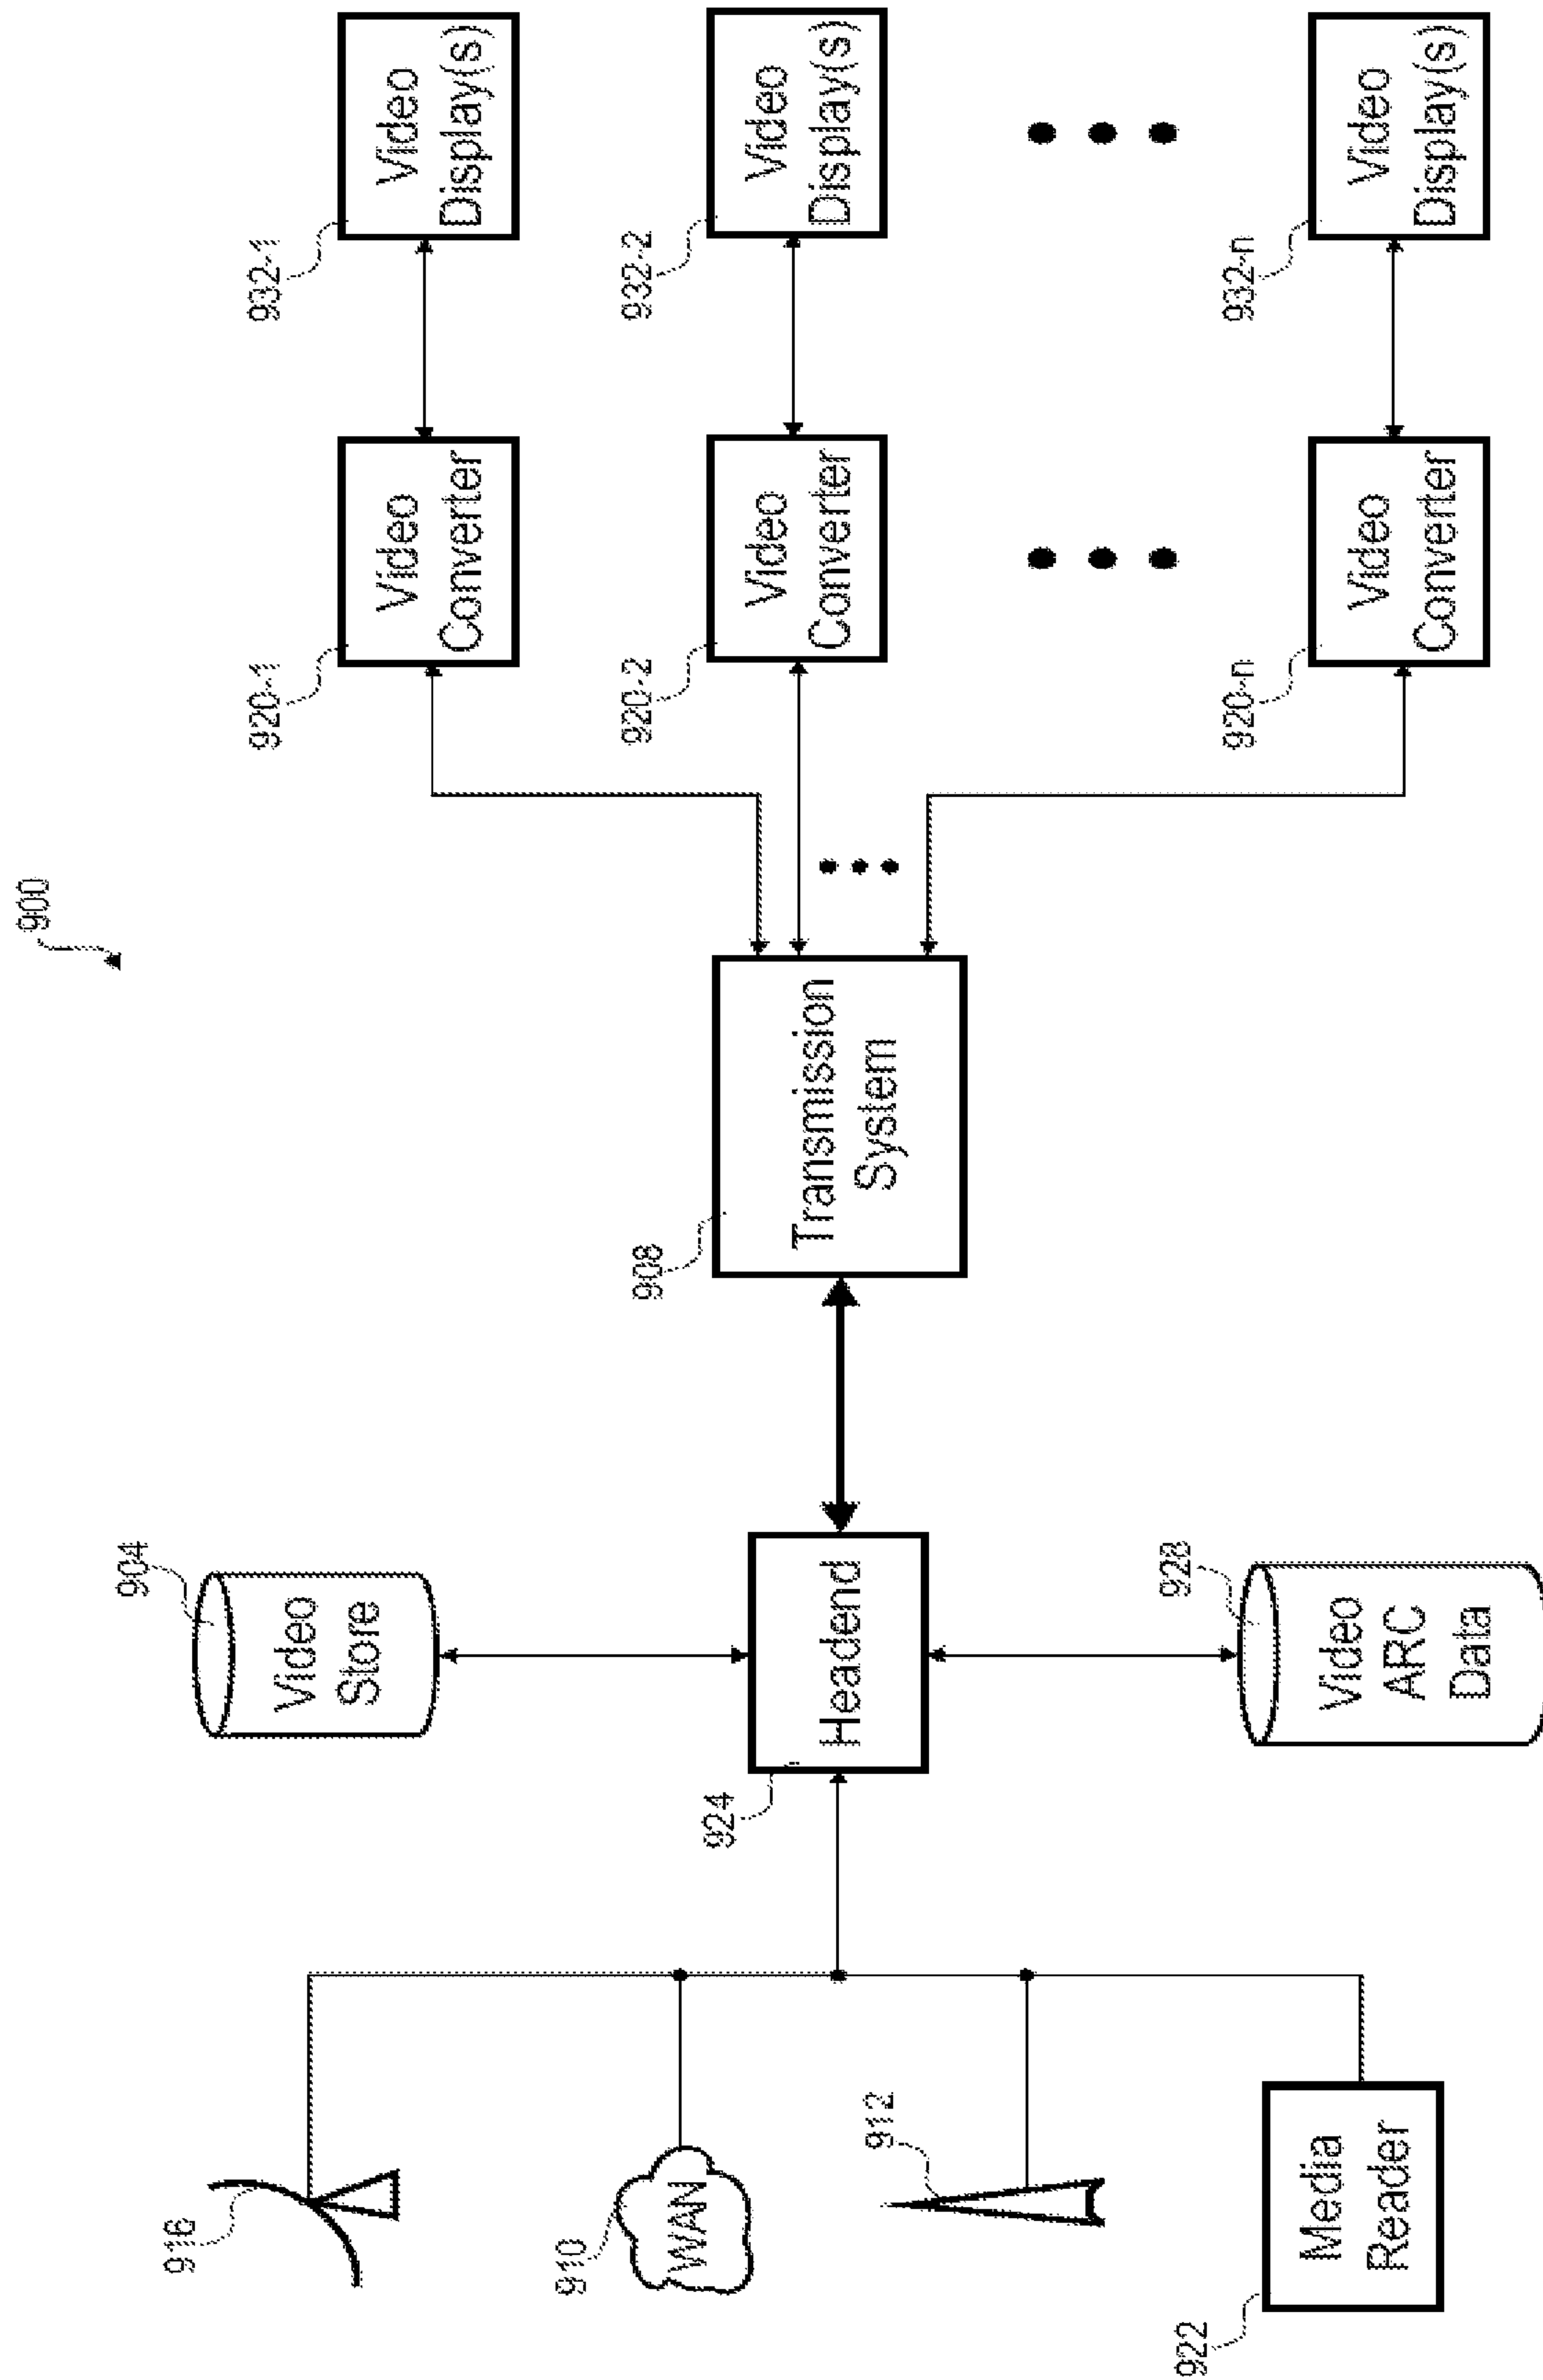 900
916
910
WAN
912
922
Media
Reader
904
Video
Store
924
Headend
928
Video
ARC
Data
908
Transmission
System
920-1
Video
Converter
920-2
Video
Converter
920-n
Video
Converter
932-1
Video
Display(s)
932-2
Video
Display(s)
932-n
Video
Display(s)